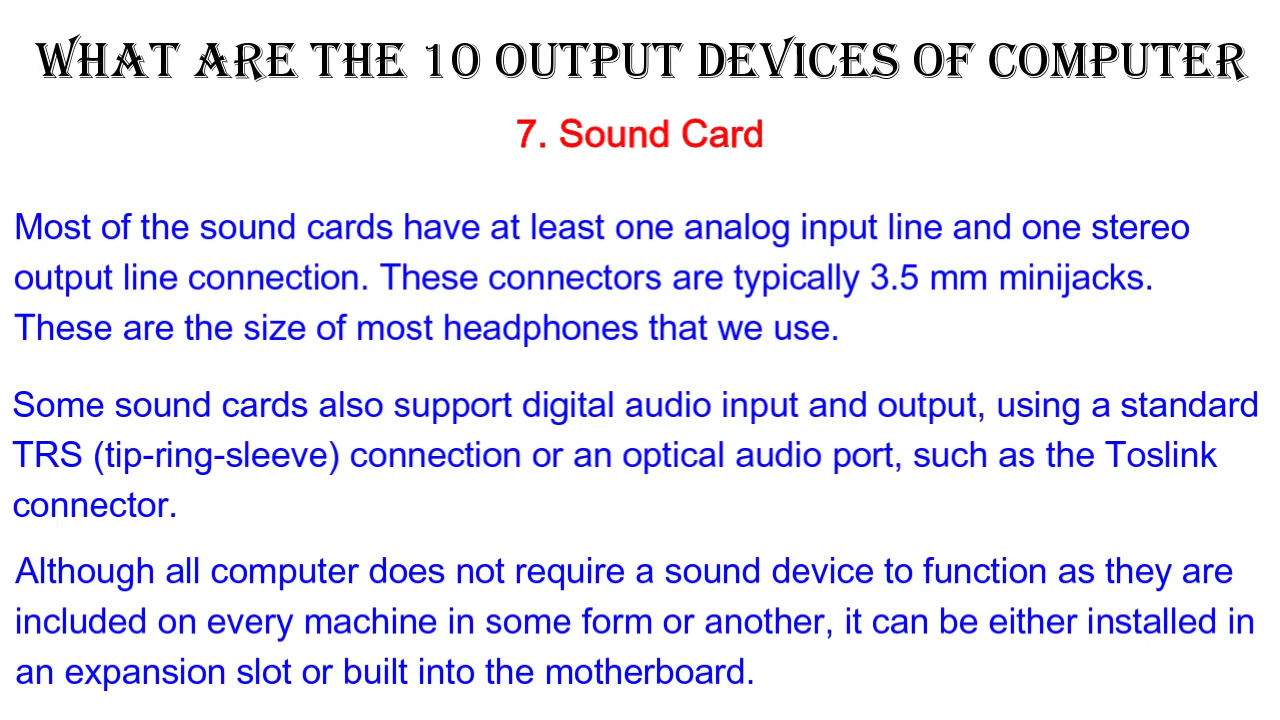 WHAT ARE THE 10 OUTPUT DEVICES OF COMPUTER
7. Sound Card
Most of the sound cards have at least one analog input line and one stereo
output line connection. These connectors are typically 3.5 mm minijacks.
These are the size of most headphones that we use.
Some sound cards also support digital audio input and output, using a standard
TRS (tip-ring-sleeve) connection or an optical audio port, such as the Toslink
connector.
Although all computer does not require a sound device to function as they are
included on every machine in some form or another, it can be either installed in
an expansion slot or built into the motherboard.